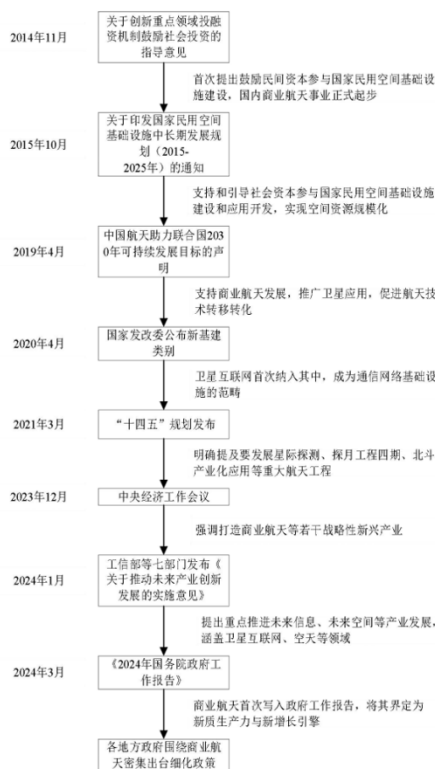 2014年11月
关于创新重点领域投融
资机制鼓励社会投资的
指导意见
首次提出鼓励民间资本参与国家民用空间基础设
施建设，国内商业航天事业正式起步
2015年10月
关于印发国家民用空间
基础设施中长期发展规
划（2015-
2025年）的通知
支持和引导社会资本参与国家民用空间基础设施
建设和应用开发，实现空间资源规模化
2019年4月
中国航天助力联合国203
0年可持续发展目标的声
明
支持商业航天发展，推广卫星应用，促进航天技
术转移转化
2020年4月
国家发改委公布新基建
类别
卫星互联网首次纳入其中，成为通信网络基础设
施的范畴
2021年3月
“十四五”规划发布
明确提及要发展星际探测、探月工程四期、北斗
产业化应用等重大航天工程
2023年12月
中央经济工作会议
强调打造商业航天等若干战略性新兴产业
2024年1月
工信部等七部门发布《
关于推动未来产业创新
发展的实施意见》
提出重点推进未来信息、未来空间等产业发展，
涵盖卫星互联网、空天等领域
2024年3月
《2024年国务院政府工
作报告》
商业航天首次写入政府工作报告，将其界定为
新质生产力与新增长引擎
各地方政府围绕商业航
天密集出台细化政策